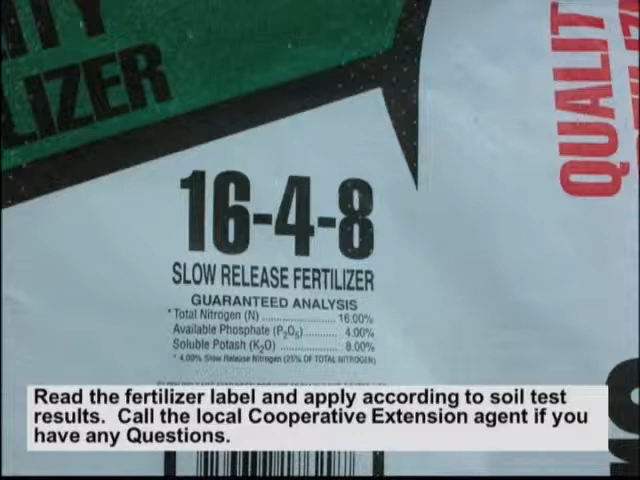 ITY
LIZER
QUALIT
16-4-8
SLOW RELEASE FERTILIZER
GUARANTEED ANALYSIS
* Total Nitrogen (N) .................... 16.00%
Available Phosphate (P₂O₅) .......... 4.00%
Soluble Potash (K₂O) ................ 8.00%
* 4.00% Slow Release Nitrogen (25% OF TOTAL NITROGEN)
Read the fertilizer label and apply according to soil test
results. Call the local Cooperative Extension agent if you
have any Questions.